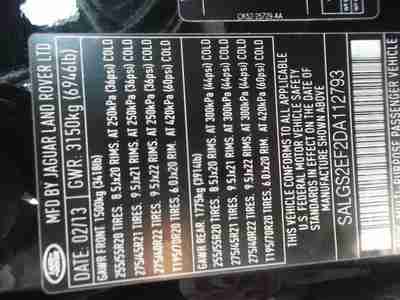 CK52-25729-AA
MFD BY JAGUAR LAND ROVER LTD
DATE: 02/13 GWR: 3150kg (6944lb)
GAWR FRONT 1500kg (3410lb)
255/55R20 TIRES. 8.5Jx20 RIMS. AT 250kPa (36psi) COLD
275/45R21 TIRES. 9.5Jx21 RIMS. AT 250kPa (36psi) COLD
275/40R22 TIRES. 9.5Jx22 RIMS. AT 250kPa (36psi) COLD
T195/70R20 TIRES. 6.0Jx20 RIMS. AT 420kPa (60psi) COLD
GAWR REAR. 1775kg (3914lb)
255/55R20 TIRES. 8.5Jx20 RIMS. AT 300kPa (44psi) COLD
275/45R21 TIRES. 9.5Jx21 RIMS. AT 300kPa (44psi) COLD
275/40R22 TIRES. 9.5Jx22 RIMS. AT 300kPa (44psi) COLD
T195/70R20 TIRES. 6.0Jx20 RIMS. AT 420kPa (60psi) COLD
THIS VEHICLE CONFORMS TO ALL APPLICABLE
U.S. FEDERAL MOTOR VEHICLE SAFETY
STANDARDS IN EFFECT ON THE DATE OF
MANUFACTURE SHOWN ABOVE
SALGS2EF2DA112793
PURPOSE PASSENGER VEHICLE